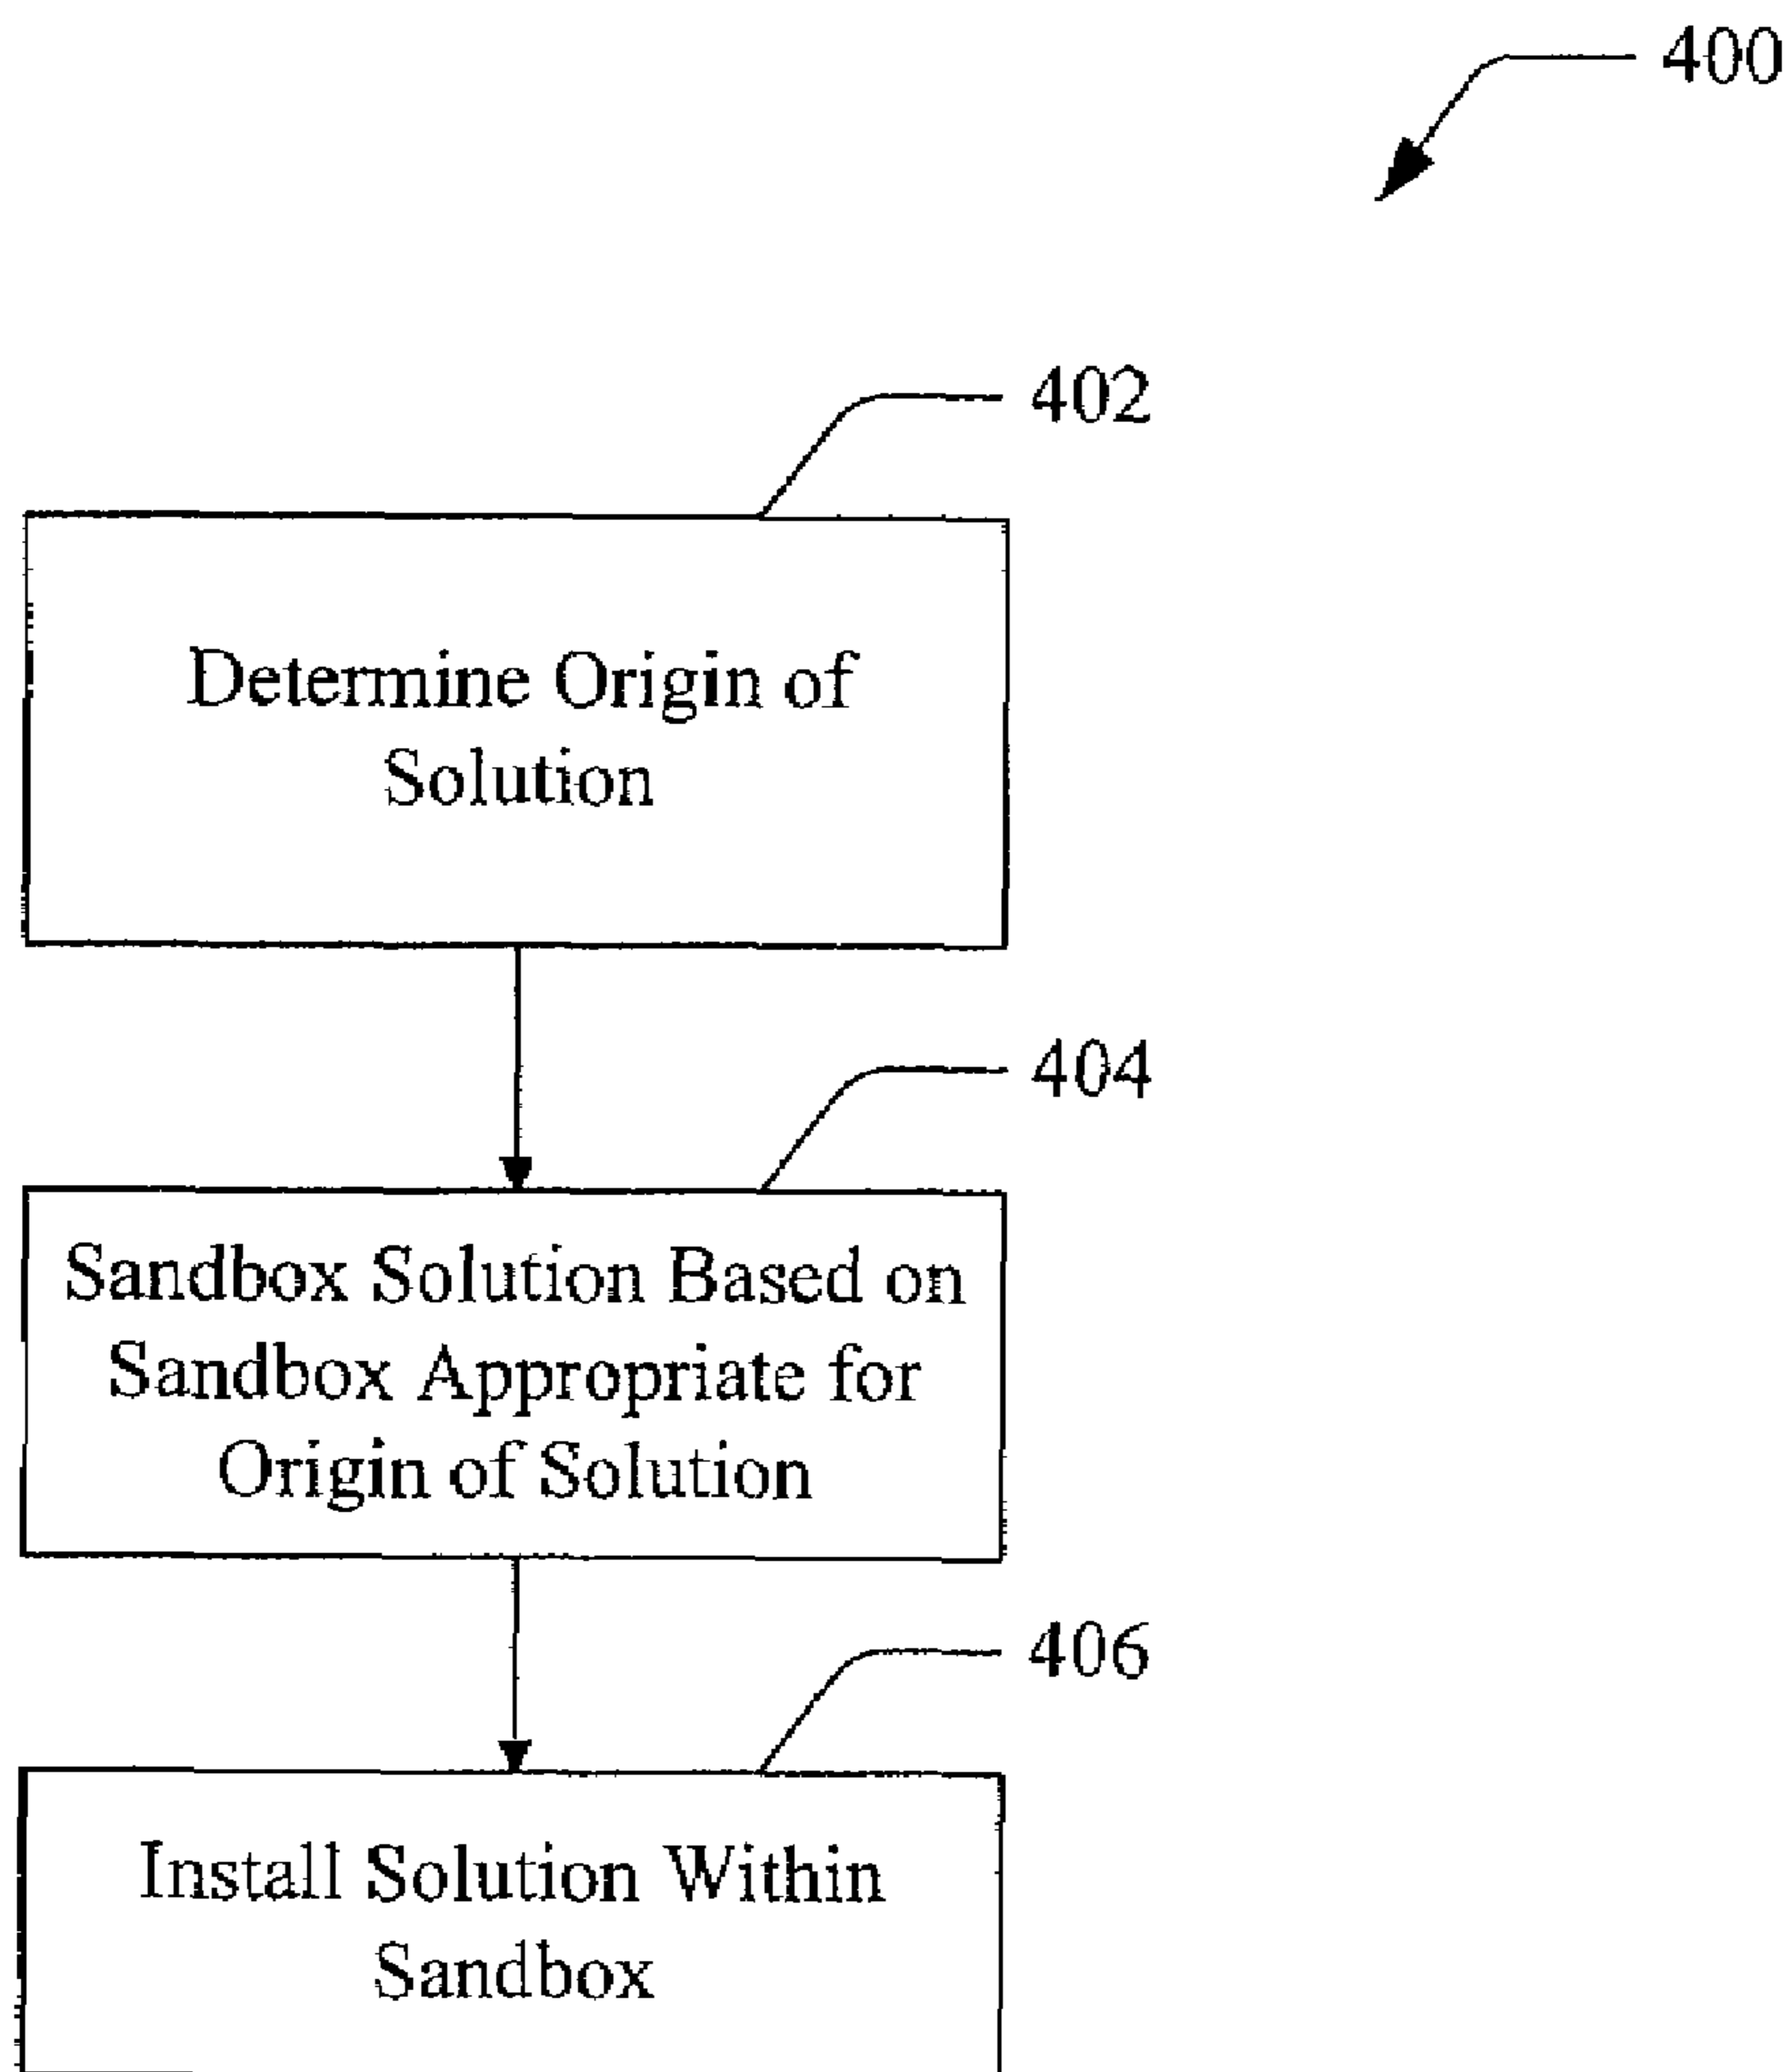 400
402
Determine Origin of
Solution
404
Sandbox Solution Based on
Sandbox Appropriate for
Origin of Solution
406
Install Solution Within
Sandbox